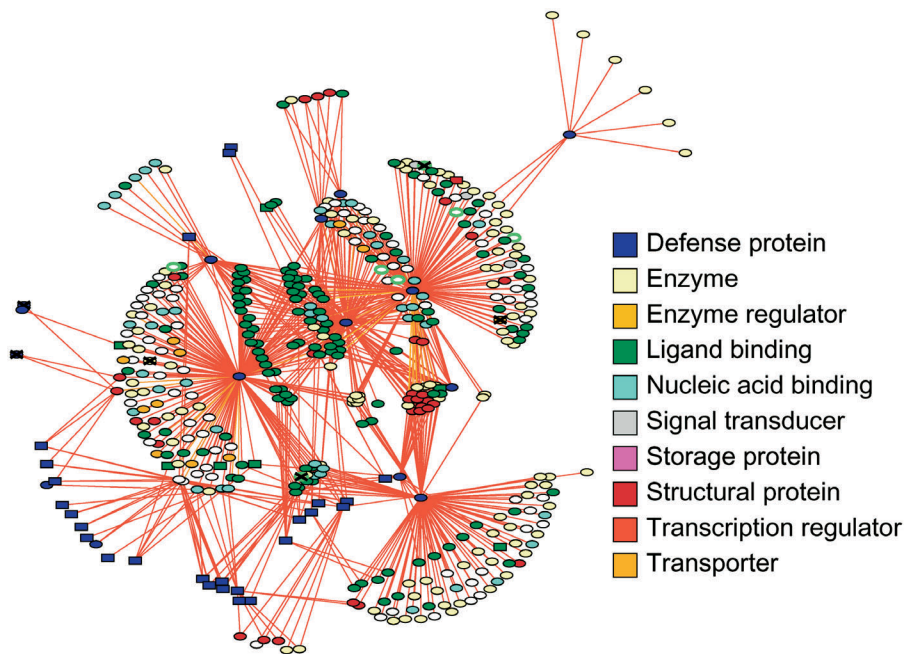 Defense protein
Enzyme
Enzyme regulator
Ligand binding
Nucleic acid binding
Signal transducer
Storage protein
Structural protein
Transcription regulator
Transporter